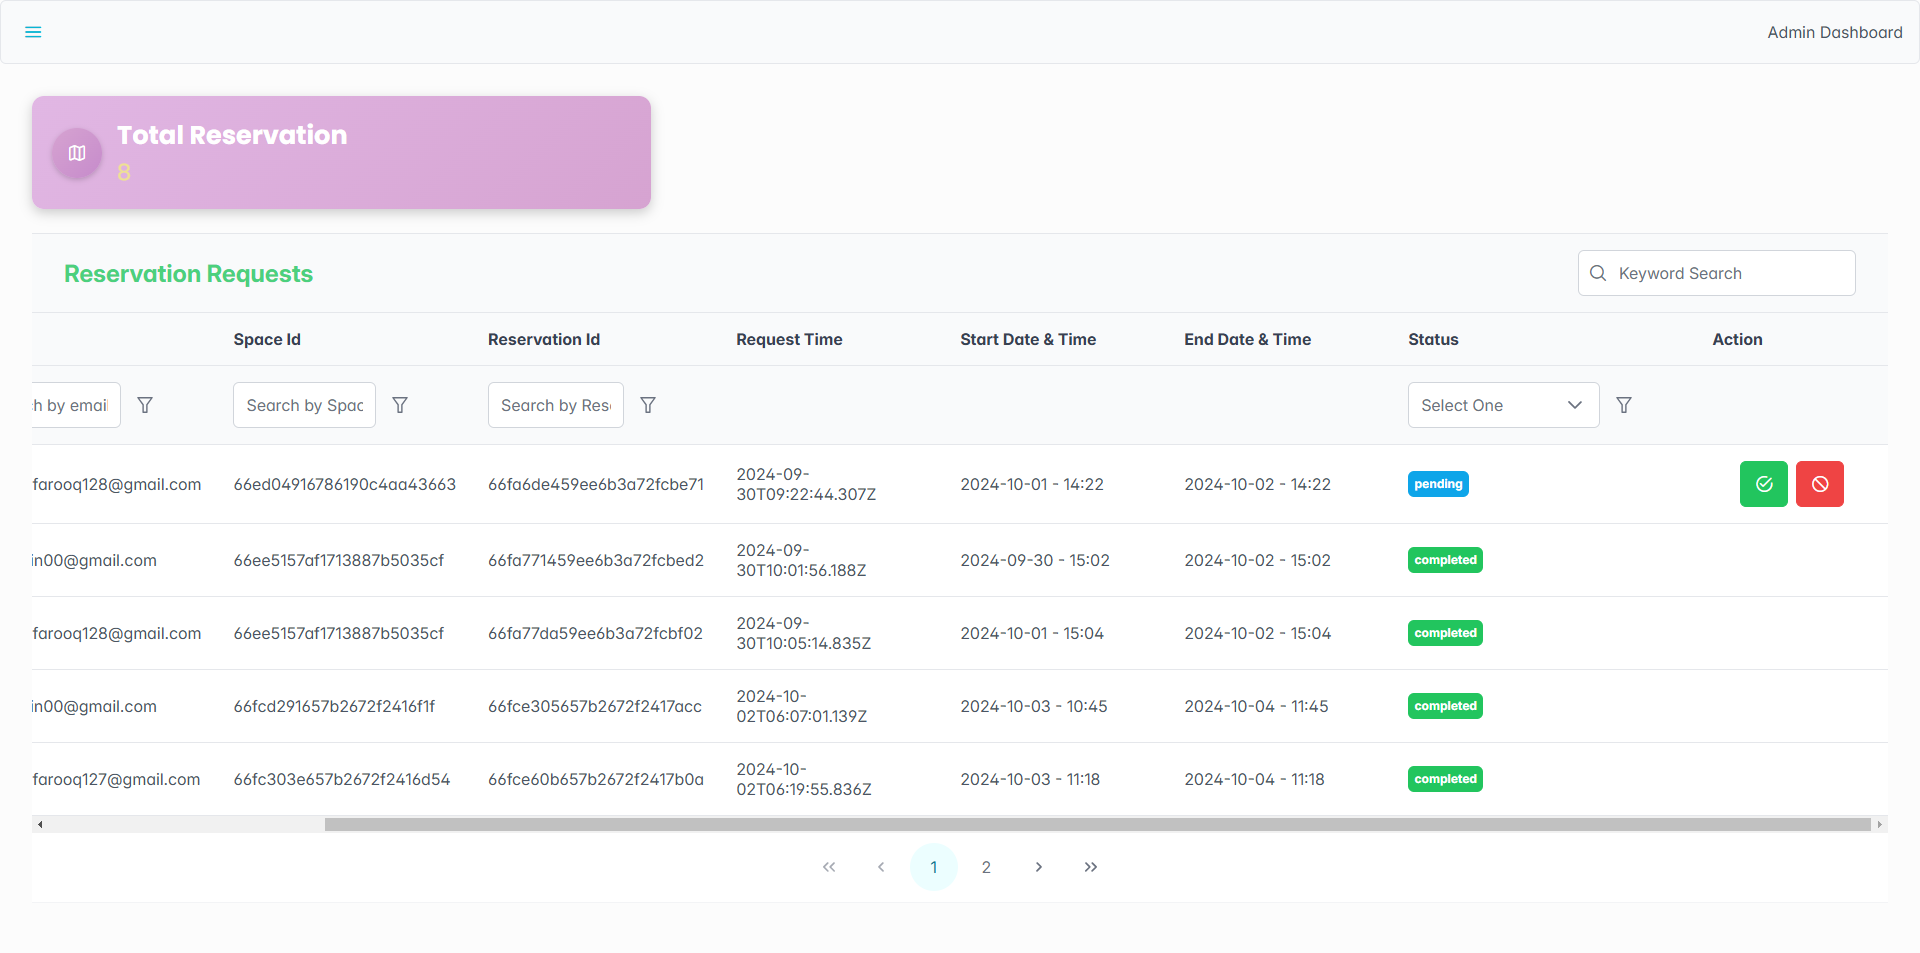 Admin Dashboard
Total Reservation
8
Reservation Requests
Keyword Search
Space Id Reservation Id Request Time Start Date & Time End Date & Time Status Action
h by emai Search by Spac Search by Res Select One
farooq128@gmail.com 66ed04916786190c4aa43663 66fa6de459ee6b3a72fcbe71 2024-09-
30T09:22:44.307Z 2024-10-01 - 14:22 2024-10-02 - 14:22 pending
in00@gmail.com 66ee5157af1713887b5035cf 66fa771459ee6b3a72fcbed2 2024-09-
30T10:01:56.188Z 2024-09-30 - 15:02 2024-10-02 - 15:02 completed
farooq128@gmail.com 66ee5157af1713887b5035cf 66fa77da59ee6b3a72fcbf02 2024-09-
30T10:05:14.835Z 2024-10-01 - 15:04 2024-10-02 - 15:04 completed
in00@gmail.com 66fcd291657b2672f2416f1f 66fce305657b2672f2417acc 2024-10-
02T06:07:01.139Z 2024-10-03 - 10:45 2024-10-04 - 11:45 completed
farooq127@gmail.com 66fc303e657b2672f2416d54 66fce60b657b2672f2417b0a 2024-10-
02T06:19:55.836Z 2024-10-03 - 11:18 2024-10-04 - 11:18 completed
1 2